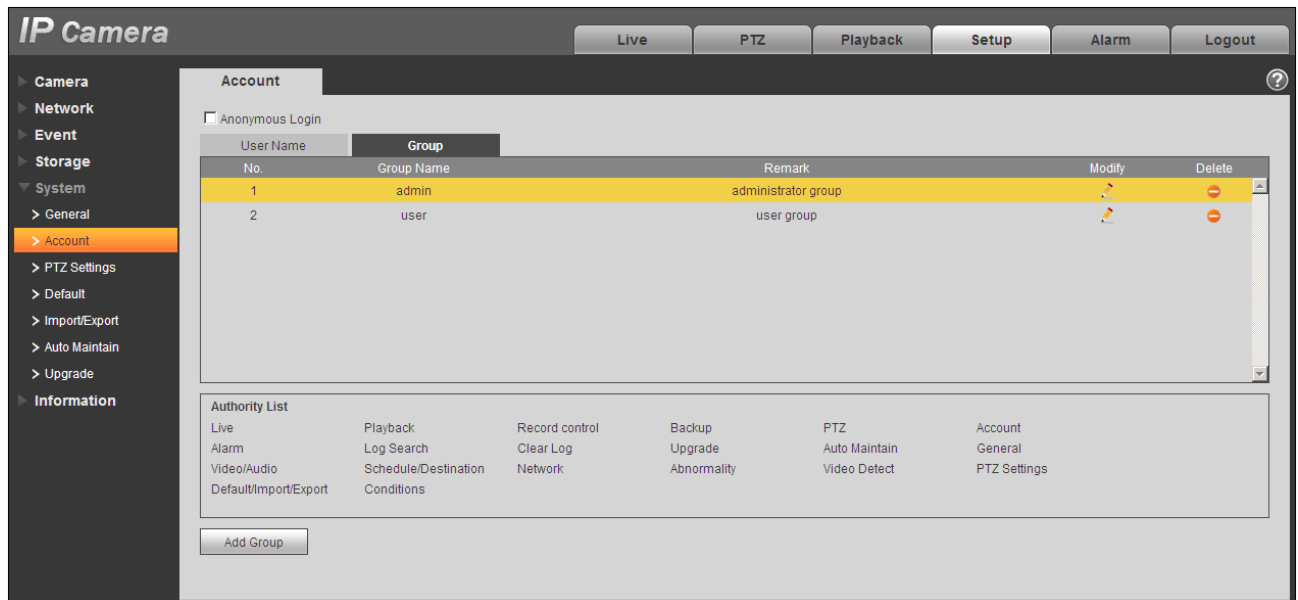 IP Camera
Live PTZ Playback Setup Alarm Logout
Camera
Network
Event
Storage
System
> General
> Account
> PTZ Settings
> Default
> Import/Export
> Auto Maintain
> Upgrade
Information
Account
?
Anonymous Login
User Name Group
No. Group Name Remark Modify Delete
1 admin administrator group
2 user user group
Authority List
Live Playback Record control Backup PTZ Account
Alarm Log Search Clear Log Upgrade Auto Maintain General
Video/Audio Schedule/Destination Network Abnormality Video Detect PTZ Settings
Default/Import/Export Conditions
Add Group